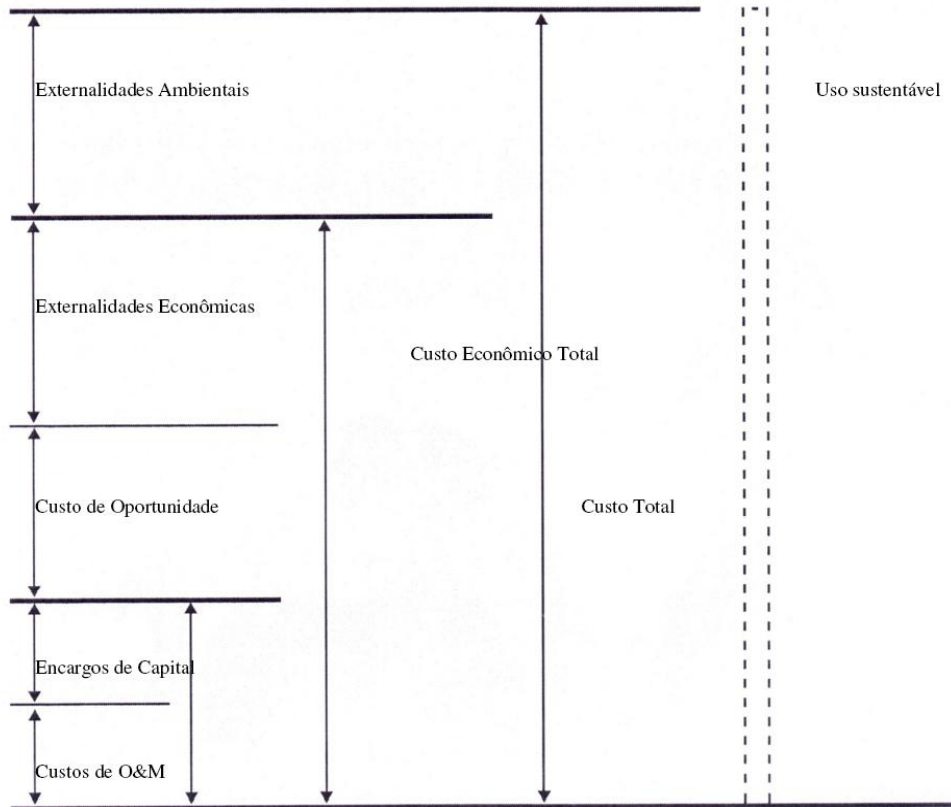 Externalidades Ambientais
Uso sustentável
Externalidades Econômicas
Custo Econômico Total
Custo de Oportunidade
Custo Total
Encargos de Capital
Custos de O&M